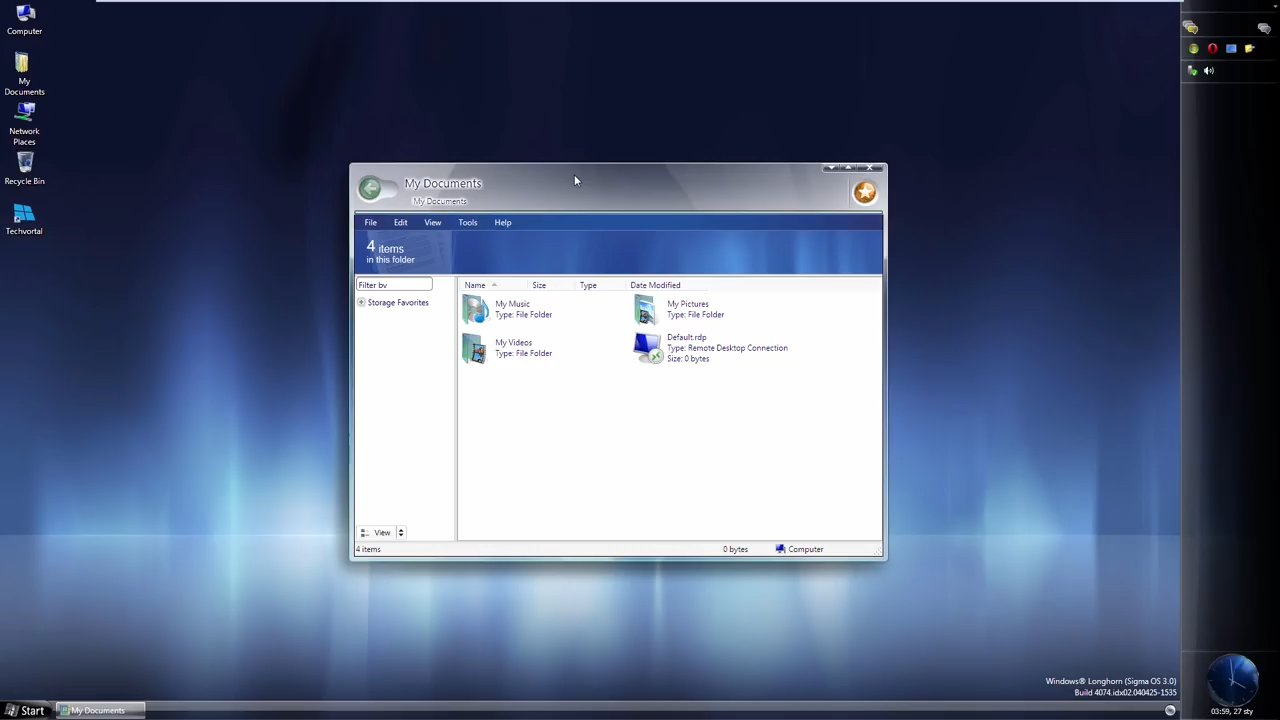 Computer
My
Documents
Network
Places
Recycle Bin
Techvortal
My Documents
My Documents
File Edit View Tools Help
4 items
in this folder
Filter by
Storage Favorites
Name Size Type Date Modified
My Music
Type: File Folder
My Pictures
Type: File Folder
My Videos
Type: File Folder
Default.rdp
Type: Remote Desktop Connection
Size: 0 bytes
View
4 items 0 bytes Computer
Windows® Longhorn (Sigma OS 3.0)
Build 4074.idx02.040425-1535
Start My Documents
03:59, 27 sty